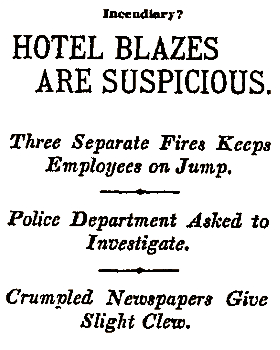 Incendiary?
HOTEL BLAZES
ARE SUSPICIOUS.
Three Separate Fires Keeps
Employees on Jump.
Police Department Asked to
Investigate.
Crumpled Newspapers Give
Slight Clew.